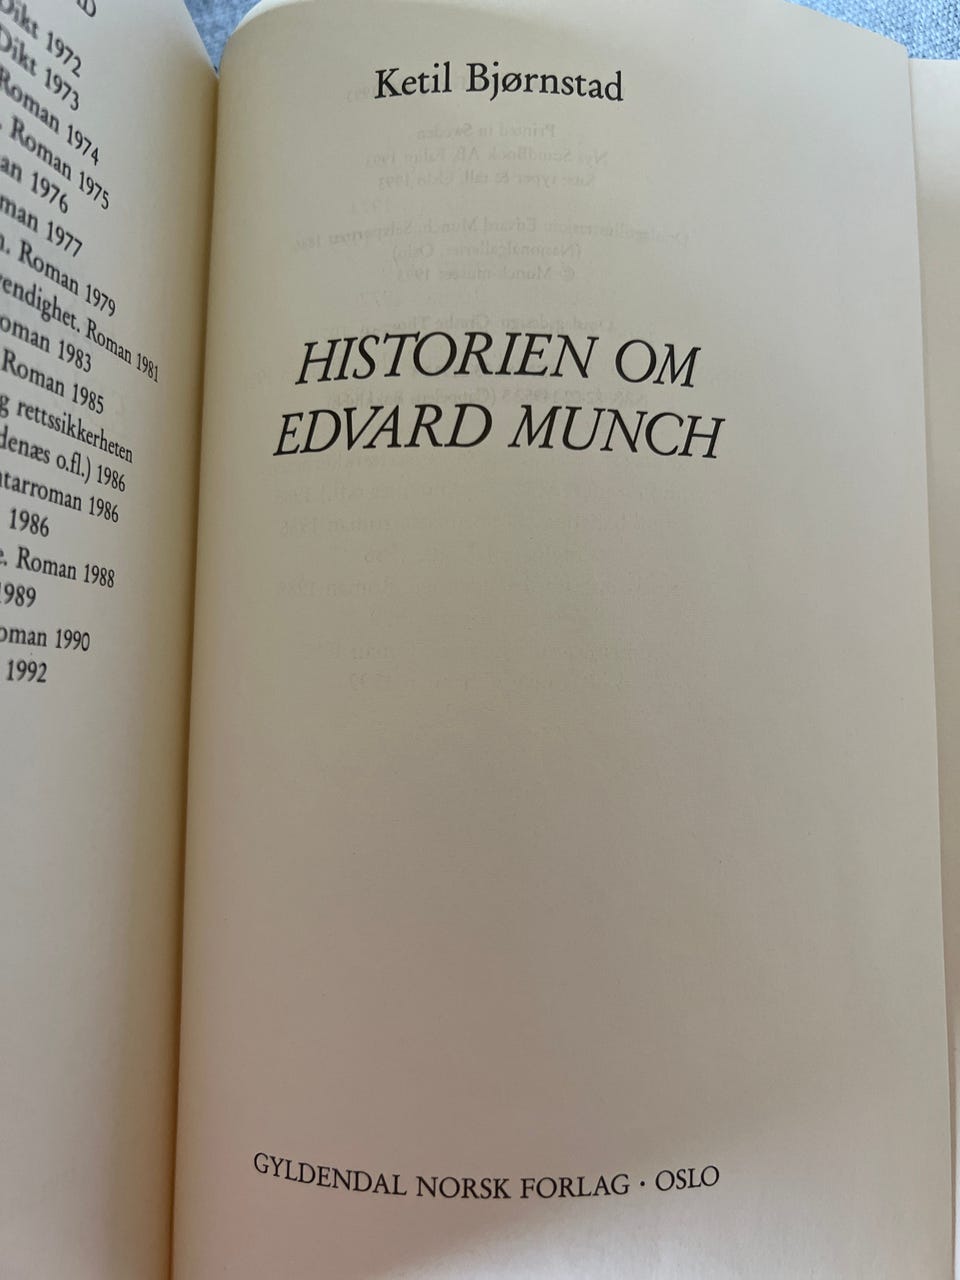 Dikt 1972
Dikt 1973
Roman 1974
. Roman 1975
an 1976
man 1977
. Roman 1979
endighet. Roman 1981
oman 1983
Roman 1985
g rettssikkerheten
denæs o.fl.) 1986
ntarroman 1986
1986
. Roman 1988
1989
oman 1990
1992
Ketil Bjørnstad
HISTORIEN OM
EDVARD MUNCH
GYLDENDAL NORSK FORLAG · OSLO